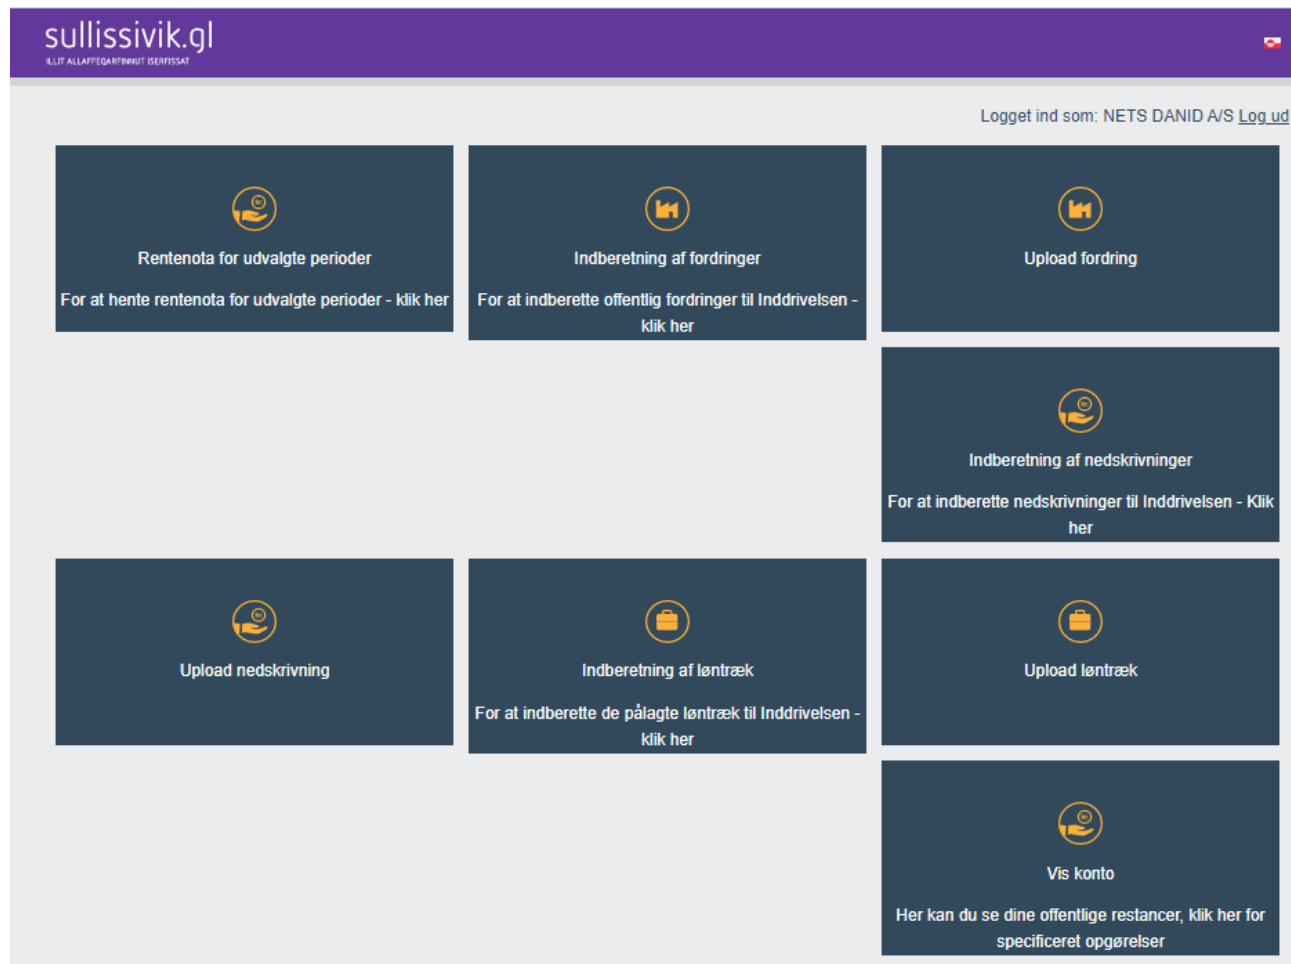 sullissivik.gl
ILLIT ALLAFFEQARFINNUT ISERFISSAT
Logget ind som: NETS DANID A/S Log ud
Rentenota for udvalgte perioder
For at hente rentenota for udvalgte perioder - klik her
Indberetning af fordringer
For at indberette offentlig fordringer til Inddrivelsen -
klik her
Upload fordring
Indberetning af nedskrivninger
For at indberette nedskrivninger til Inddrivelsen - Klik
her
Upload nedskrivning
Indberetning af løntræk
For at indberette de pålagte løntræk til Inddrivelsen -
klik her
Upload løntræk
Vis konto
Her kan du se dine offentlige restancer, klik her for
specificeret opgørelser